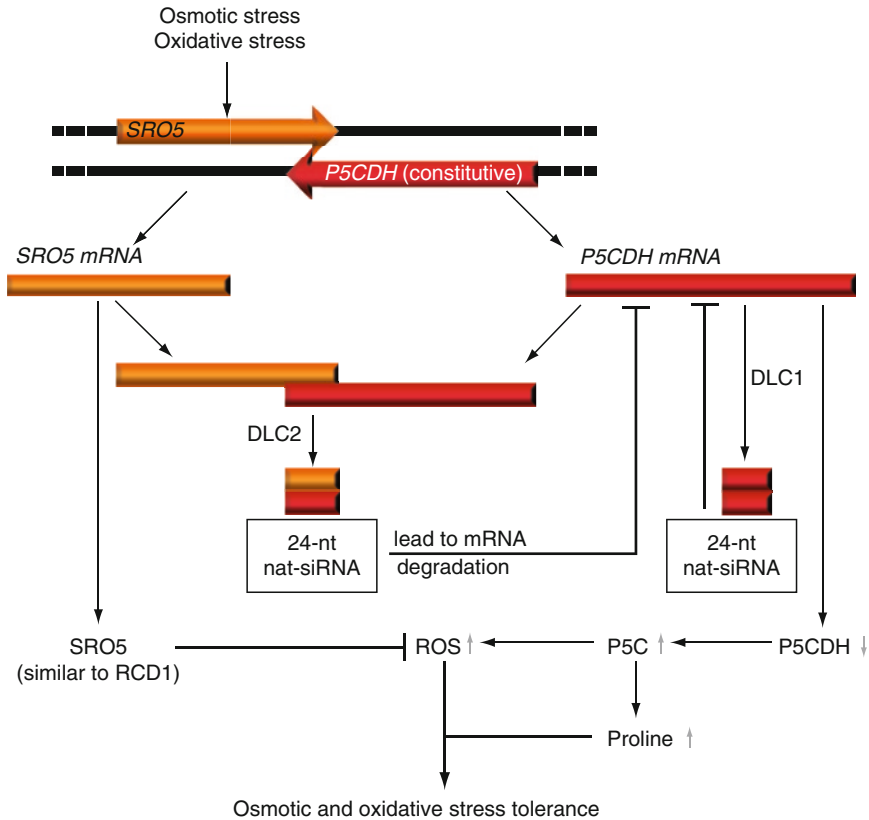 Osmotic stress
Oxidative stress
SRO5
P5CDH (constitutive)
SRO5 mRNA
P5CDH mRNA
DLC1
DLC2
24-nt
nat-siRNA
lead to mRNA
degradation
24-nt
nat-siRNA
SRO5
(similar to RCD1)
ROS
P5C
P5CDH
Proline
Osmotic and oxidative stress tolerance